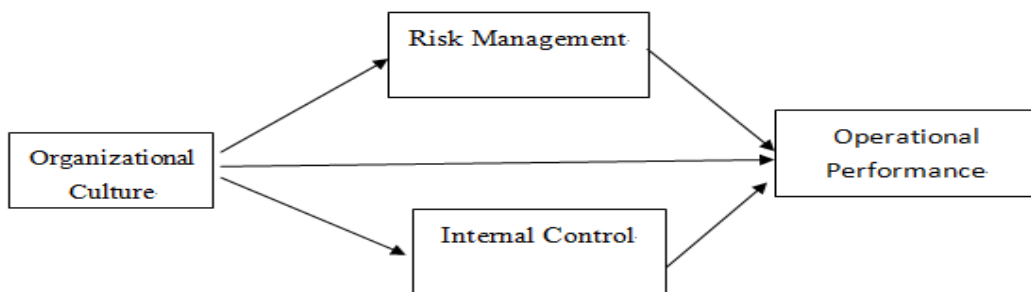 Risk Management
Organizational
Culture
Operational
Performance
Internal Control